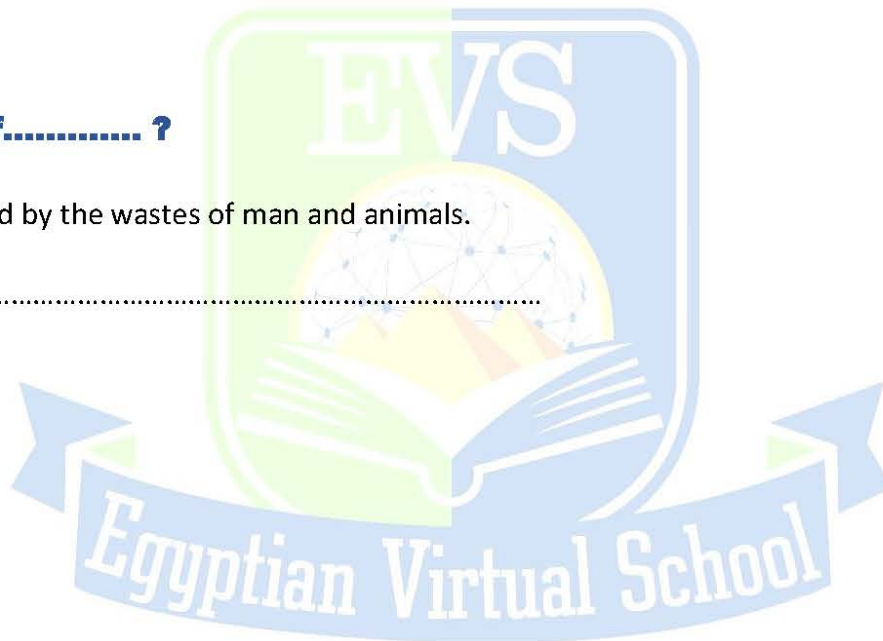 EVS
............. ?
d by the wastes of man and animals.
................................................................................
Egyptian Virtual School